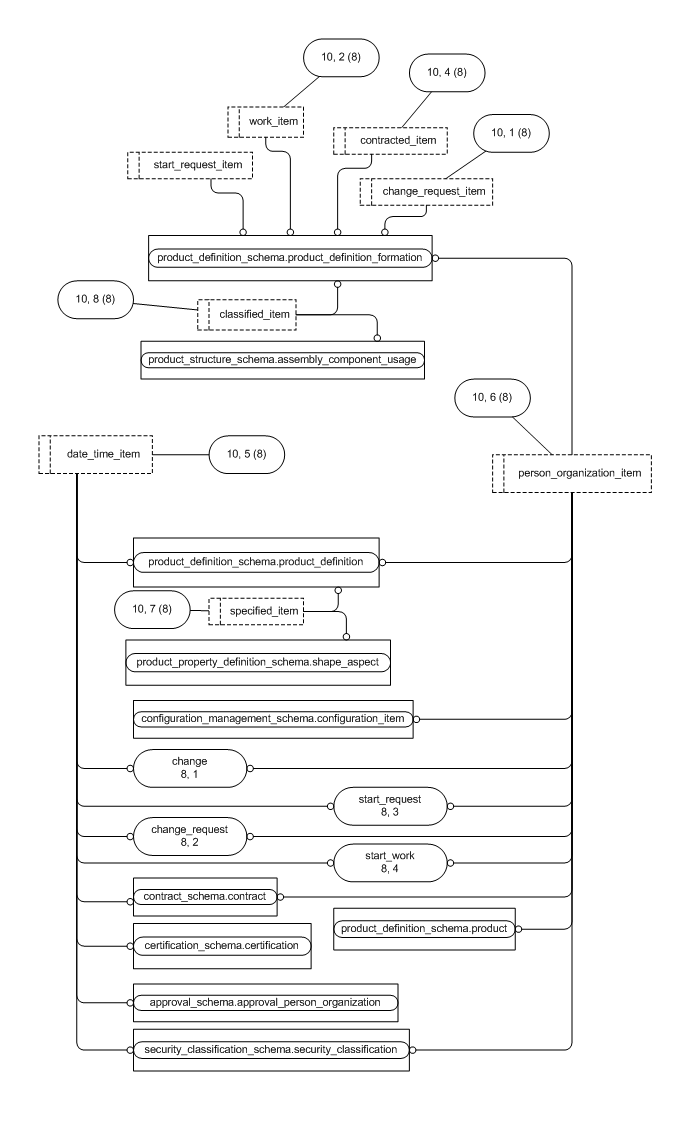 10, 2 (8)
10, 4 (8)
work_item
10, 1 (8)
contracted_item
start_request_item
change_request_item
product_definition_schema.product_definition_formation
10, 8 (8)
classified_item
product_structure_schema.assembly_component_usage
10, 6 (8)
date_time_item
10, 5 (8)
person_organization_item
product_definition_schema.product_definition
10, 7 (8)
specified_item
product_property_definition_schema.shape_aspect
configuration_management_schema.configuration_item
change
8, 1
start_request
8, 3
change_request
8, 2
start_work
8, 4
contract_schema.contract
product_definition_schema.product
certification_schema.certification
approval_schema.approval_person_organization
security_classification_schema.security_classification